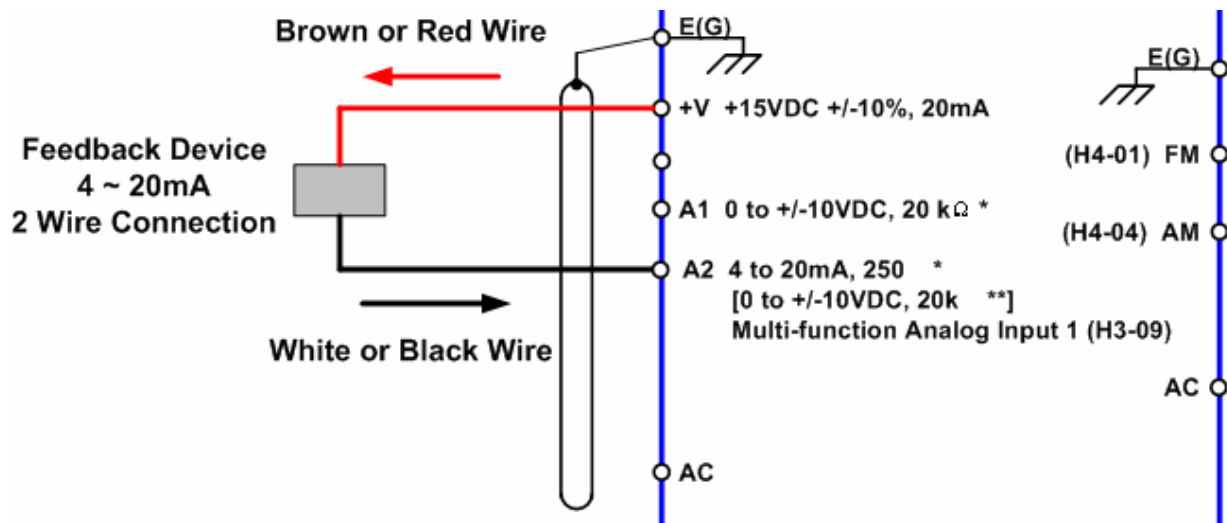 Brown or Red Wire
E(G)
E(G)
+V +15VDC +/-10%, 20mA
Feedback Device
4 ~ 20mA
2 Wire Connection
(H4-01) FM
A1 0 to +/-10VDC, 20 kΩ *
(H4-04) AM
A2 4 to 20mA, 250 *
[0 to +/-10VDC, 20k **]
Multi-function Analog Input 1 (H3-09)
White or Black Wire
AC
AC